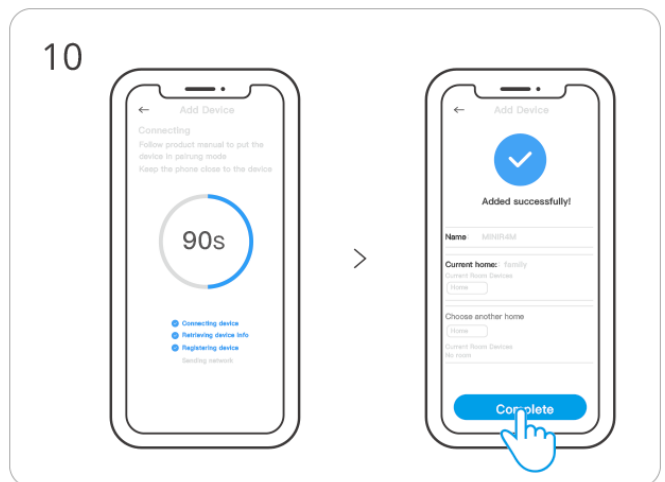 10
Add Device
Connecting
Follow product manual to put the
device in pairung mode
Keep the phone close to the device
90s
Connecting device
Retrieving device info
Registering device
Sending network
>
Add Device
Added successfully!
Name MINIR4M
Current home: family
Current Room Devices
Home
Choose another home
Home
Current Room Devices
No room
Complete